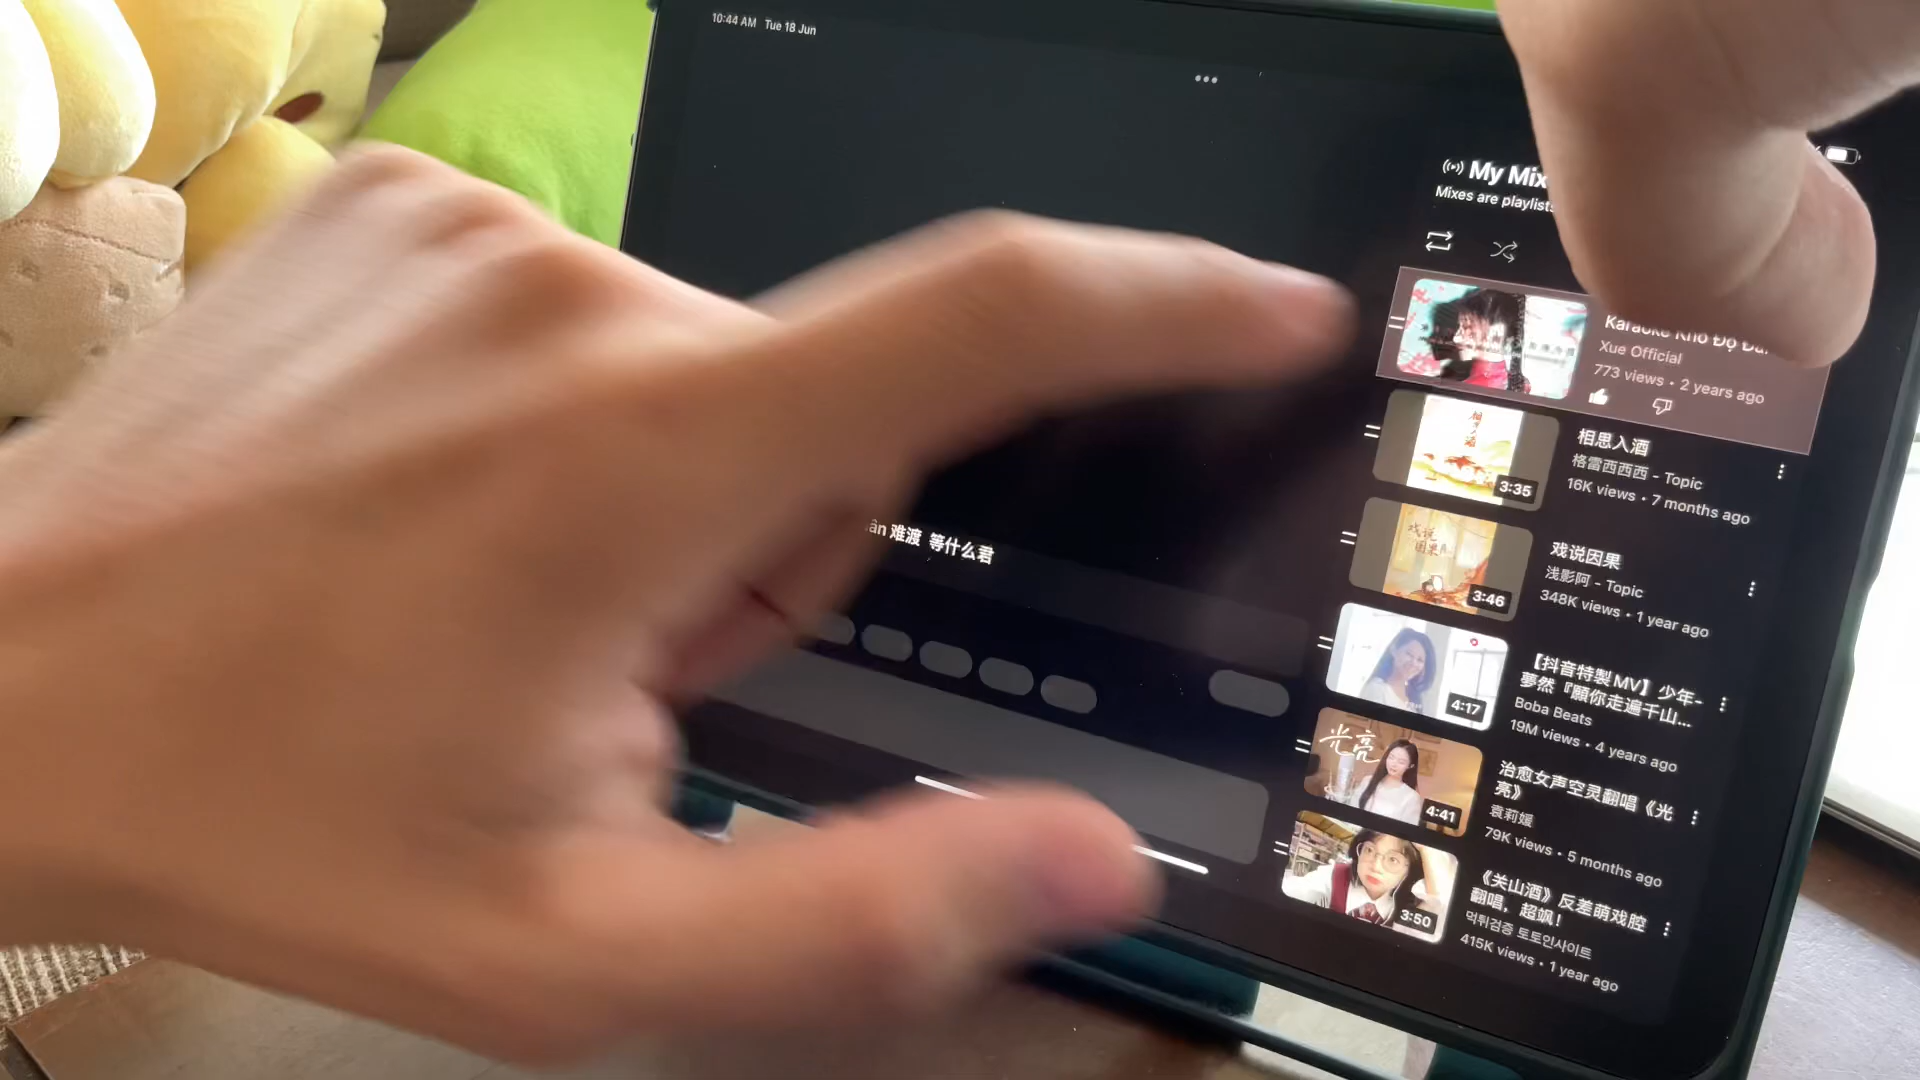 10:44 AM Tue 18 Jun
My Mix
Mixes are playlists
Karaoke Khó Độ
Xue Official
773 views • 2 years ago
难渡 等什么君
相思入酒
格雷西西西 - Topic
16K views • 7 months ago
3:35
戏说因果
浅影阿 - Topic
348K views • 1 year ago
3:46
【抖音特製MV】少年-
夢然『願你走遍千山...
Boba Beats
19M views • 4 years ago
4:17
光亮
治愈女声空灵翻唱《光
亮》
袁莉媛
79K views • 5 months ago
4:41
《关山酒》反差萌戏腔
翻唱，超飒！
먹튀검증 토토인사이트
415K views • 1 year ago
3:50